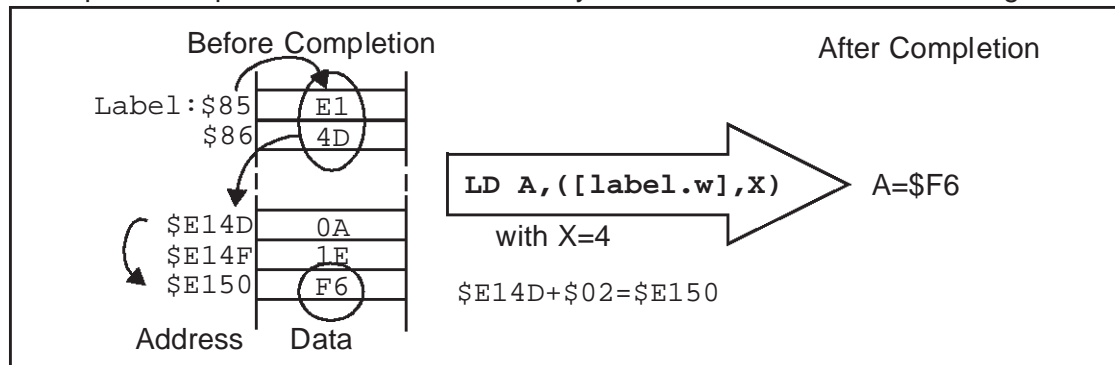 Before Completion
After Completion
Label:$85 E1
$86 4D
LD A,([label.w],X)
A=$F6
with X=4
$E14D 0A
$E14F 1E
$E150 F6
$E14D+$02=$E150
Address Data